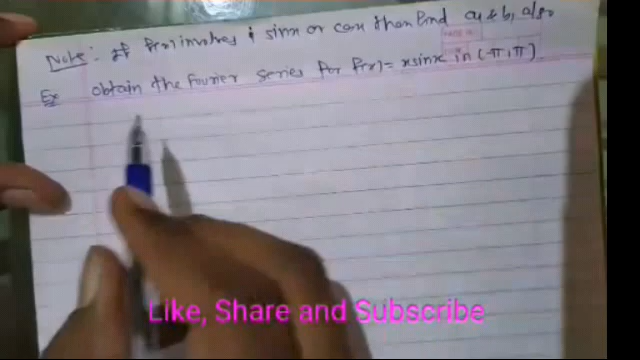 Note: If f(x) involves sinx or cosx then find a1 & b1 also
Ex obtain the Fourier series for f(x) = xsinx in (-π, π).
Like, Share and Subscribe